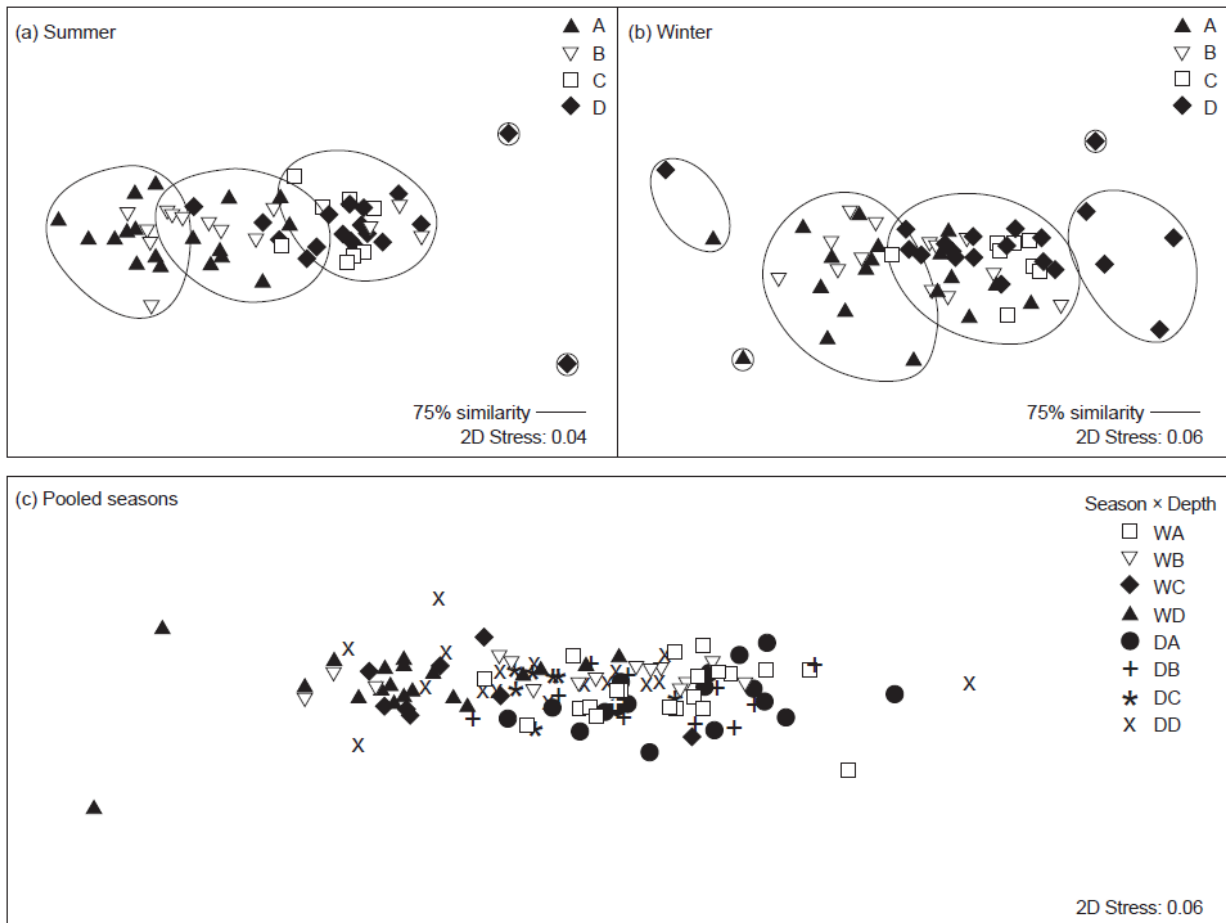 (a) Summer
A
B
C
D
75% similarity
2D Stress: 0.04
(b) Winter
A
B
C
D
75% similarity
2D Stress: 0.06
(c) Pooled seasons
Season × Depth
WA
WB
WC
WD
DA
DB
DC
DD
2D Stress: 0.06